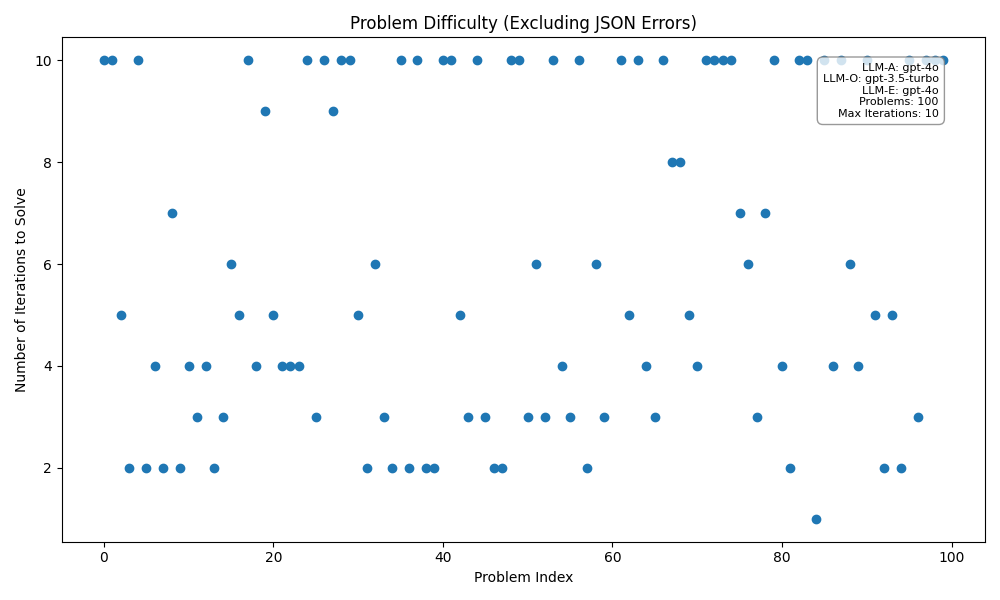 Problem Difficulty (Excluding JSON Errors)
10
8
6
4
2
Number of Iterations to Solve
LLM-A: gpt-4o
LLM-O: gpt-3.5-turbo
LLM-E: gpt-4o
Problems: 100
Max Iterations: 10
0 20 40 60 80 100
Problem Index